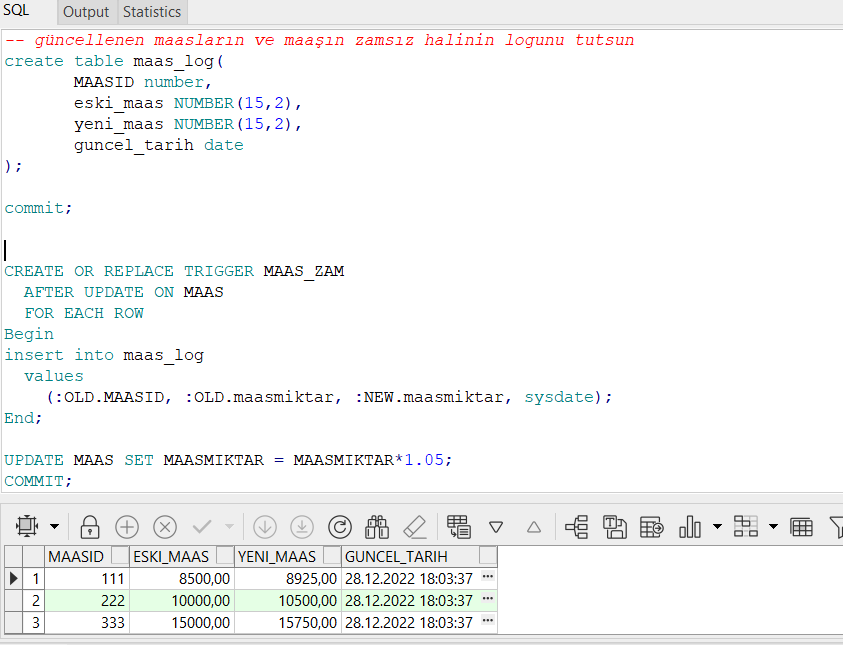 SQL Output Statistics
-- güncellenen maasların ve maaşın zamsız halinin logunu tutsun
create table maas_log(
MAASID number,
eski_maas NUMBER(15,2),
yeni_maas NUMBER(15,2),
guncel_tarih date
);
commit;
CREATE OR REPLACE TRIGGER MAAS_ZAM
AFTER UPDATE ON MAAS
FOR EACH ROW
Begin
insert into maas_log
values
(:OLD.MAASID, :OLD.maasmiktar, :NEW.maasmiktar, sysdate);
End;
UPDATE MAAS SET MAASMIKTAR = MAASMIKTAR*1.05;
COMMIT;
MAASID ESKI_MAAS YENI_MAAS GUNCEL_TARIH
1 111 8500,00 8925,00 28.12.2022 18:03:37 ...
2 222 10000,00 10500,00 28.12.2022 18:03:37 ...
3 333 15000,00 15750,00 28.12.2022 18:03:37 ...